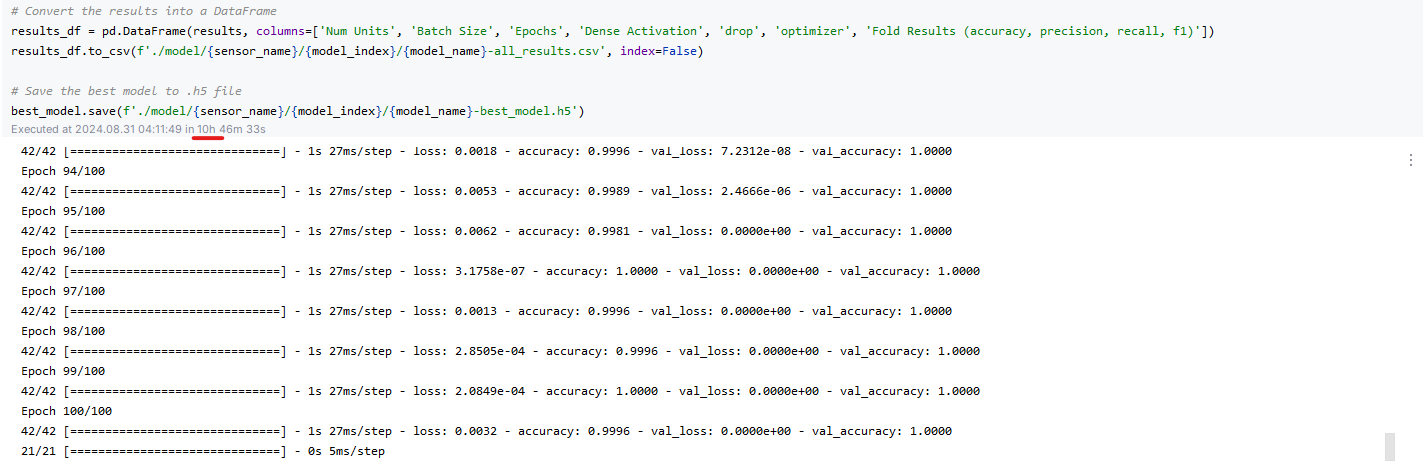 # Convert the results into a DataFrame
results_df = pd.DataFrame(results, columns=['Num Units', 'Batch Size', 'Epochs', 'Dense Activation', 'drop', 'optimizer', 'Fold Results (accuracy, precision, recall, f1)'])
results_df.to_csv(f'./model/{sensor_name}/{model_index}/{model_name}-all_results.csv', index=False)
# Save the best model to .h5 file
best_model.save(f'./model/{sensor_name}/{model_index}/{model_name}-best_model.h5')
Executed at 2024.08.31 04:11:49 in 10h 46m 33s
42/42 [==============================] - 1s 27ms/step - loss: 0.0018 - accuracy: 0.9996 - val_loss: 7.2312e-08 - val_accuracy: 1.0000
Epoch 94/100
42/42 [==============================] - 1s 27ms/step - loss: 0.0053 - accuracy: 0.9989 - val_loss: 2.4666e-06 - val_accuracy: 1.0000
Epoch 95/100
42/42 [==============================] - 1s 27ms/step - loss: 0.0062 - accuracy: 0.9981 - val_loss: 0.0000e+00 - val_accuracy: 1.0000
Epoch 96/100
42/42 [==============================] - 1s 27ms/step - loss: 3.1758e-07 - accuracy: 1.0000 - val_loss: 0.0000e+00 - val_accuracy: 1.0000
Epoch 97/100
42/42 [==============================] - 1s 27ms/step - loss: 0.0013 - accuracy: 0.9996 - val_loss: 0.0000e+00 - val_accuracy: 1.0000
Epoch 98/100
42/42 [==============================] - 1s 27ms/step - loss: 2.8505e-04 - accuracy: 0.9996 - val_loss: 0.0000e+00 - val_accuracy: 1.0000
Epoch 99/100
42/42 [==============================] - 1s 27ms/step - loss: 2.0849e-04 - accuracy: 1.0000 - val_loss: 0.0000e+00 - val_accuracy: 1.0000
Epoch 100/100
42/42 [==============================] - 1s 27ms/step - loss: 0.0032 - accuracy: 0.9996 - val_loss: 0.0000e+00 - val_accuracy: 1.0000
21/21 [==============================] - 0s 5ms/step